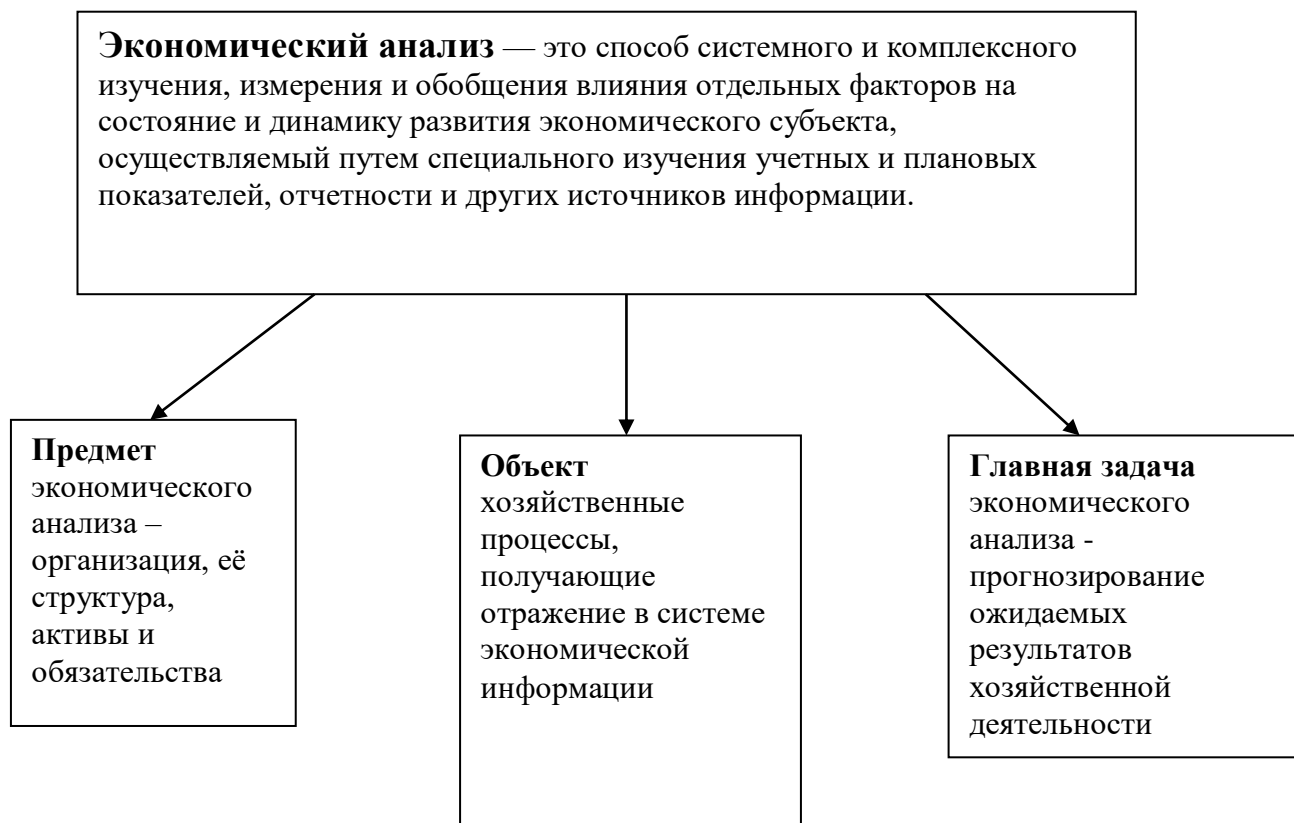 Экономический анализ — это способ системного и комплексного
изучения, измерения и обобщения влияния отдельных факторов на
состояние и динамику развития экономического субъекта,
осуществляемый путем специального изучения учетных и плановых
показателей, отчетности и других источников информации.
Предмет
экономического
анализа –
организация, её
структура,
активы и
обязательства
Объект
хозяйственные
процессы,
получающие
отражение в системе
экономической
информации
Главная задача
экономического
анализа -
прогнозирование
ожидаемых
результатов
хозяйственной
деятельности